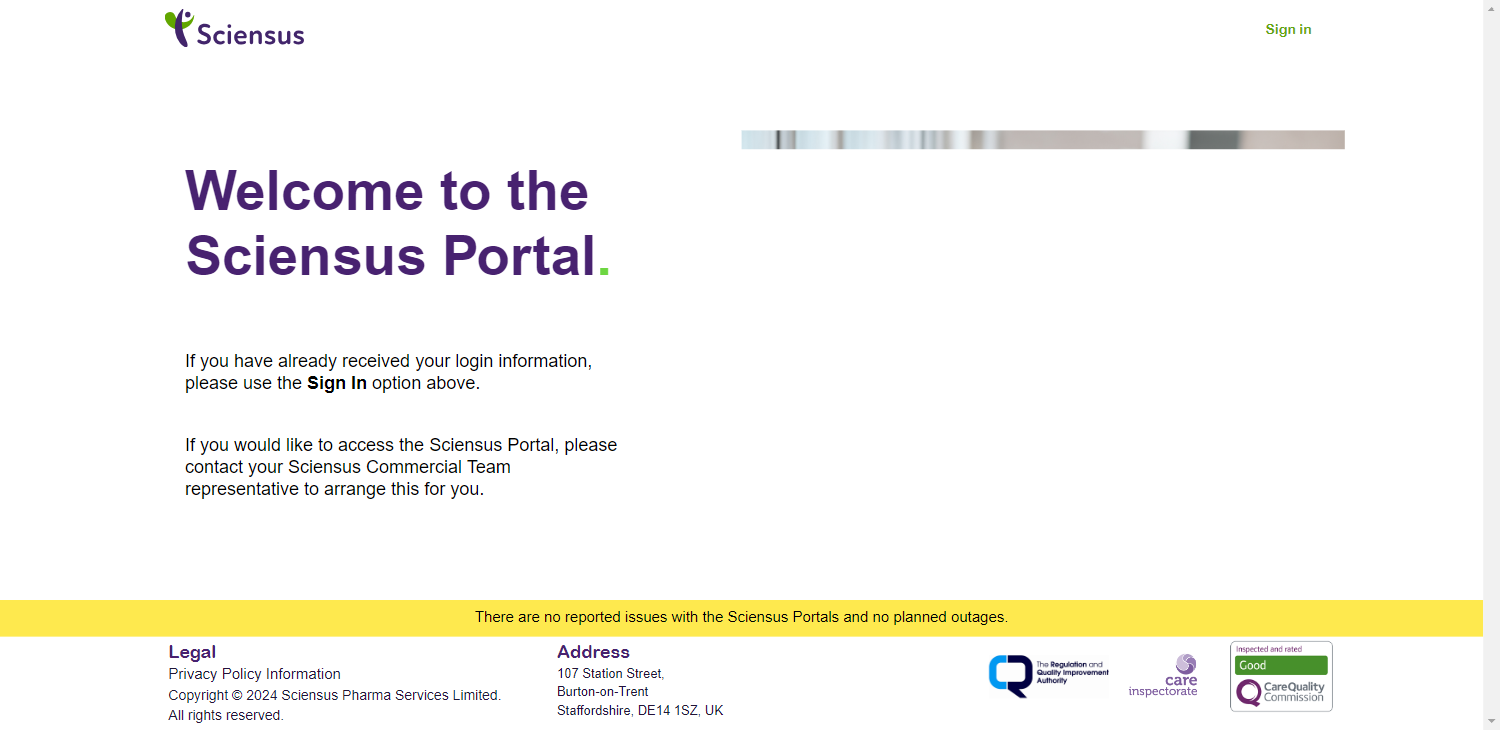 Sciensus
Sign in
Welcome to the
Sciensus Portal.
If you have already received your login information,
please use the Sign In option above.
If you would like to access the Sciensus Portal, please
contact your Sciensus Commercial Team
representative to arrange this for you.
There are no reported issues with the Sciensus Portals and no planned outages.
Legal
Privacy Policy Information
Copyright © 2024 Sciensus Pharma Services Limited.
All rights reserved.
Address
107 Station Street,
Burton-on-Trent
Staffordshire, DE14 1SZ, UK
The Regulation and
Quality Improvement
Authority
care
inspectorate
Inspected and rated
Good
CareQuality
Commission